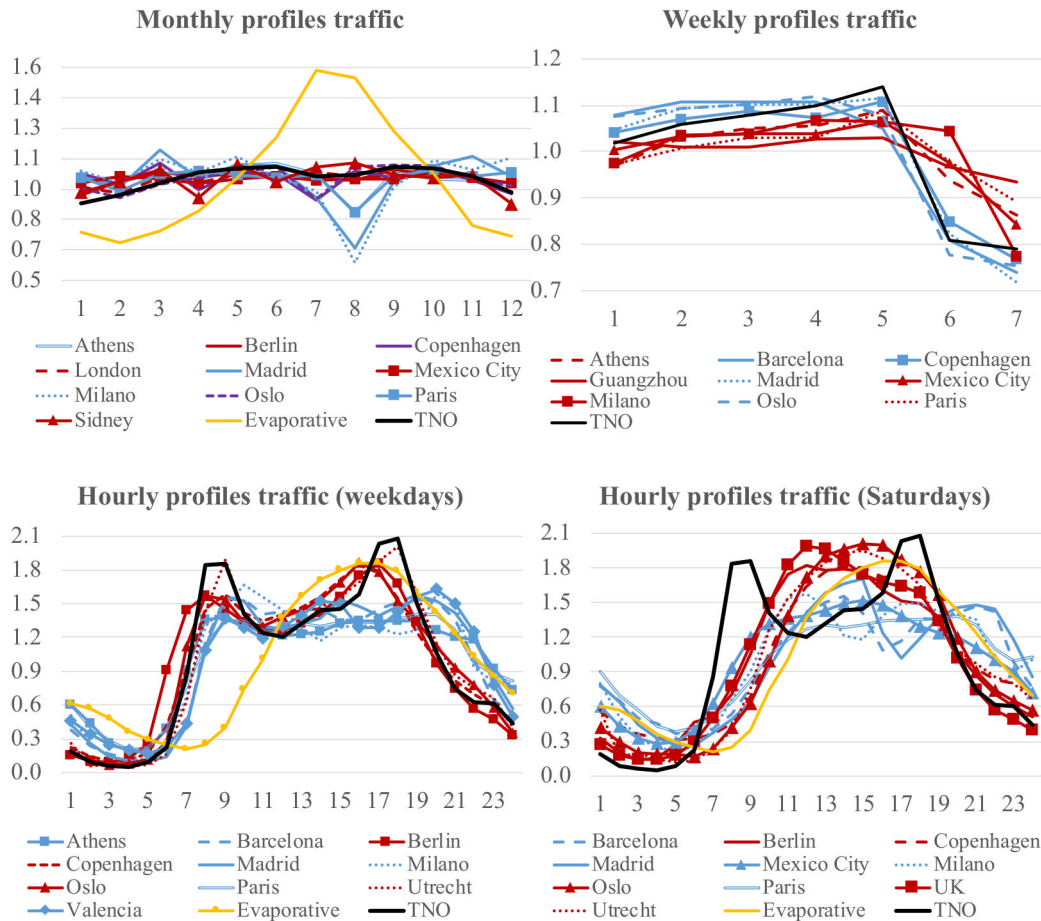 Monthly profiles traffic
1.6
1.4
1.3
1.1
1.0
0.8
0.7
0.5
1 2 3 4 5 6 7 8 9 10 11 12
Athens Berlin Copenhagen
London Madrid Mexico City
Milano Oslo Paris
Sidney Evaporative TNO
Weekly profiles traffic
1.2
1.1
1.0
0.9
0.8
0.7
1 2 3 4 5 6 7
Athens Barcelona Copenhagen
Guangzhou Madrid Mexico City
Milano Oslo Paris
TNO
Hourly profiles traffic (weekdays)
2.1
1.8
1.5
1.2
0.9
0.6
0.3
0.0
1 3 5 7 9 11 13 15 17 19 21 23
Athens Barcelona Berlin
Copenhagen Madrid Milano
Oslo Paris Utrecht
Valencia Evaporative TNO
Hourly profiles traffic (Saturdays)
2.1
1.8
1.5
1.2
0.9
0.6
0.3
0.0
1 3 5 7 9 11 13 15 17 19 21 23
Barcelona Berlin Copenhagen
Madrid Mexico City Milano
Oslo Paris UK
Utrecht Evaporative TNO